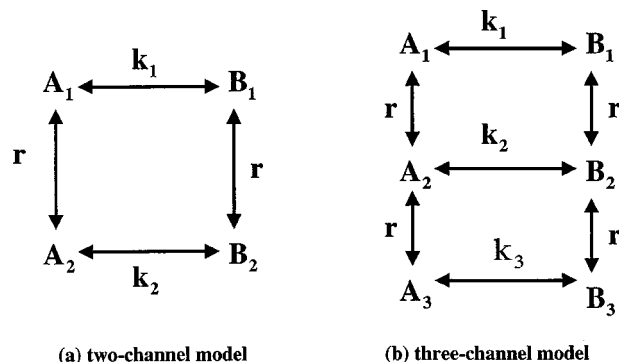 k₁
A₁ B₁
r r
A₂ B₂
k₂
(a) two-channel model
k₁
A₁ B₁
r r
k₂
A₂ B₂
r r
k₃
A₃ B₃
(b) three-channel model